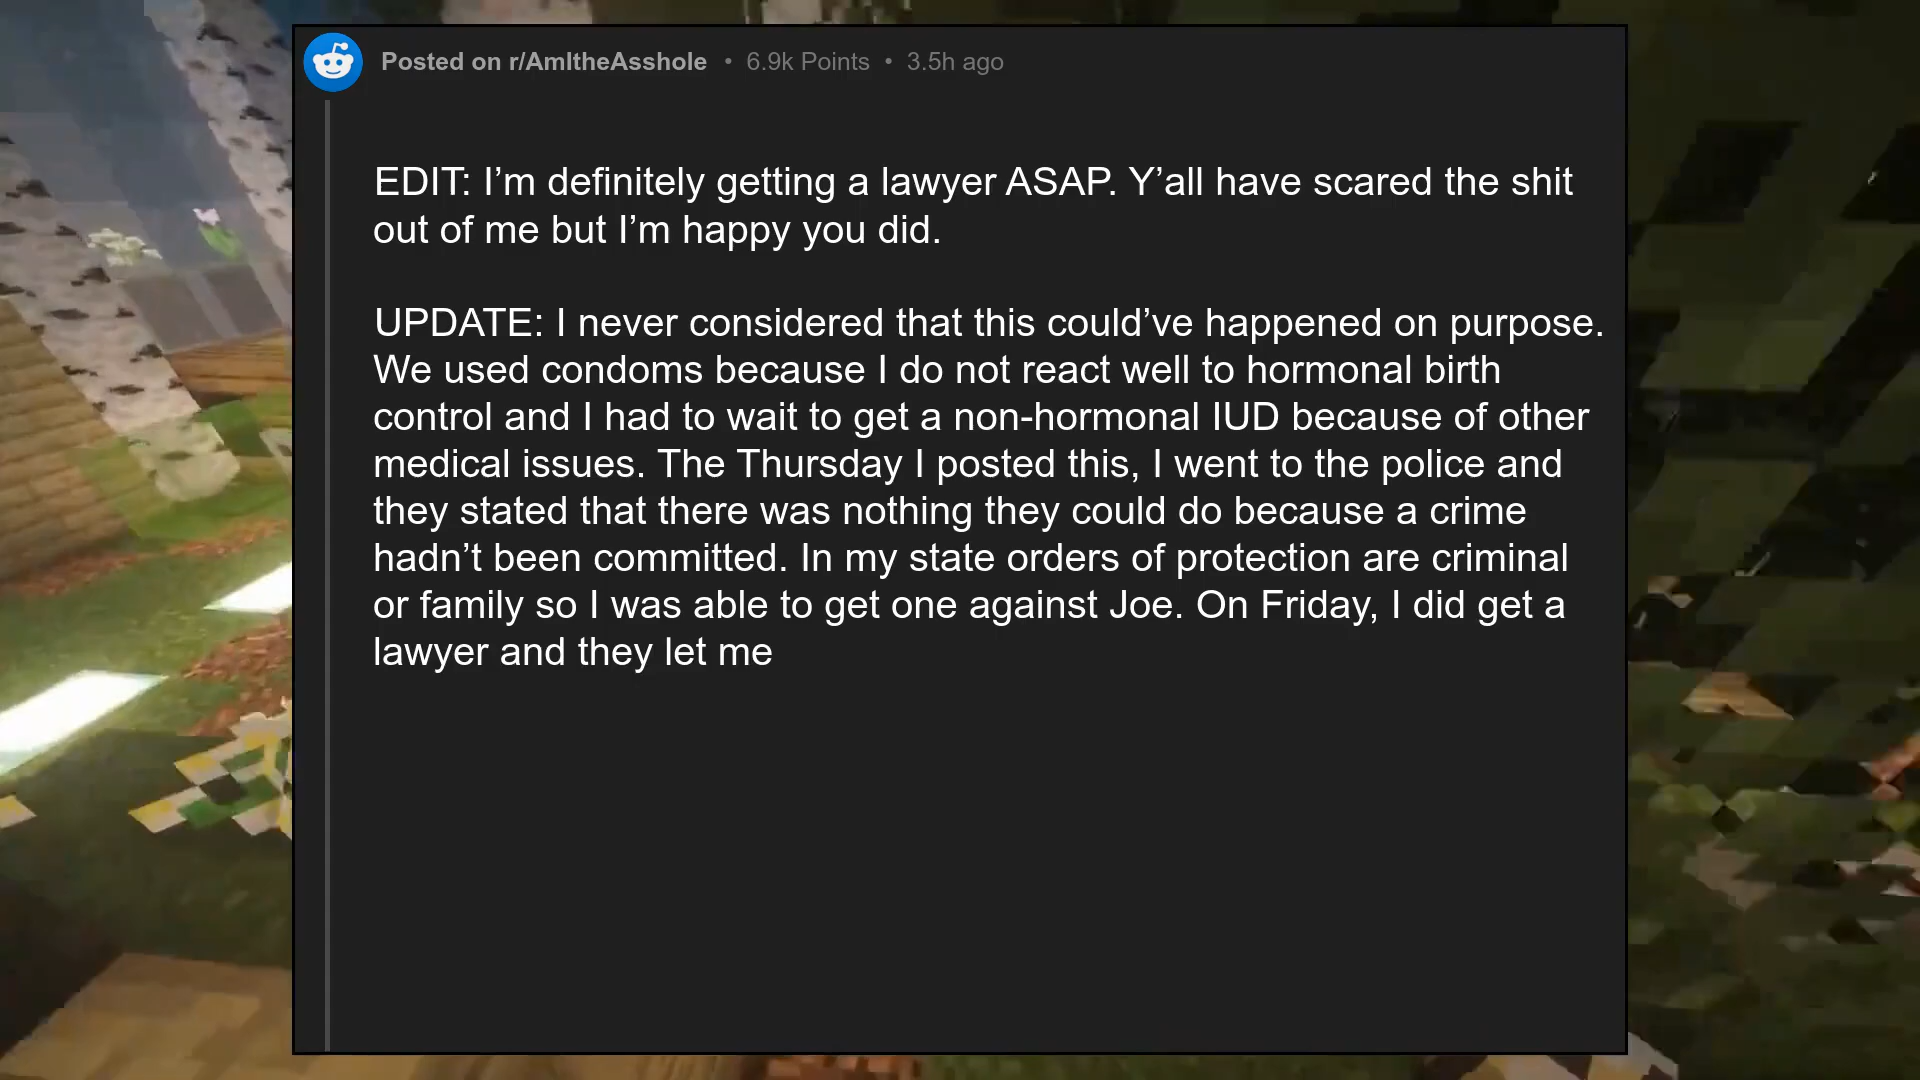 Posted on r/AmItheAsshole • 6.9k Points • 3.5h ago
EDIT: I’m definitely getting a lawyer ASAP. Y’all have scared the shit
out of me but I’m happy you did.
UPDATE: I never considered that this could’ve happened on purpose.
We used condoms because I do not react well to hormonal birth
control and I had to wait to get a non-hormonal IUD because of other
medical issues. The Thursday I posted this, I went to the police and
they stated that there was nothing they could do because a crime
hadn’t been committed. In my state orders of protection are criminal
or family so I was able to get one against Joe. On Friday, I did get a
lawyer and they let me